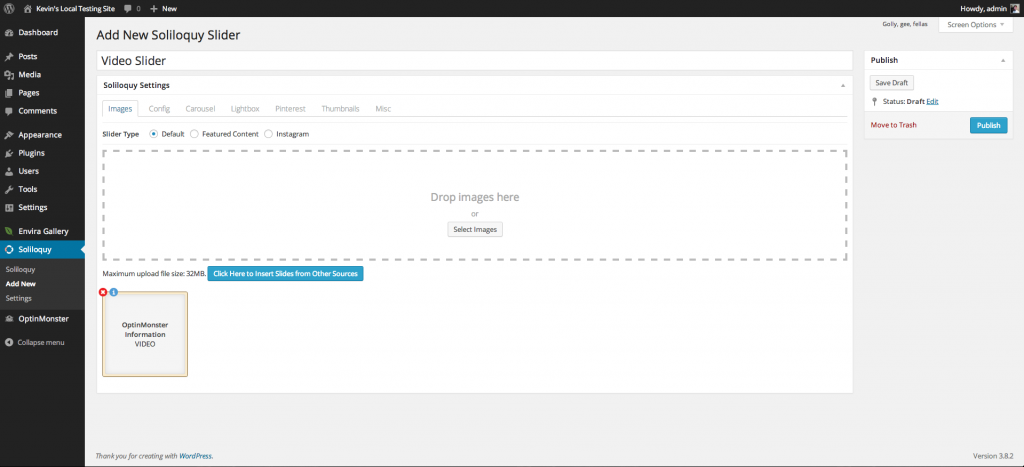 Kevin's Local Testing Site 0 New Howdy, admin
Golly, gee, fellas Screen Options
Dashboard
Posts
Media
Pages
Comments
Appearance
Plugins
Users
Tools
Settings
Envira Gallery
Soliloquy
Soliloquy
Add New
Settings
OptinMonster
Collapse menu
Add New Soliloquy Slider
Video Slider
Soliloquy Settings
Images Config Carousel Lightbox Pinterest Thumbnails Misc
Slider Type Default Featured Content Instagram
Drop images here
or
Select Images
Maximum upload file size: 32MB. Click Here to Insert Slides from Other Sources
OptinMonster
Information
VIDEO
Publish
Save Draft
Status: Draft Edit
Move to Trash Publish
Thank you for creating with WordPress. Version 3.8.2